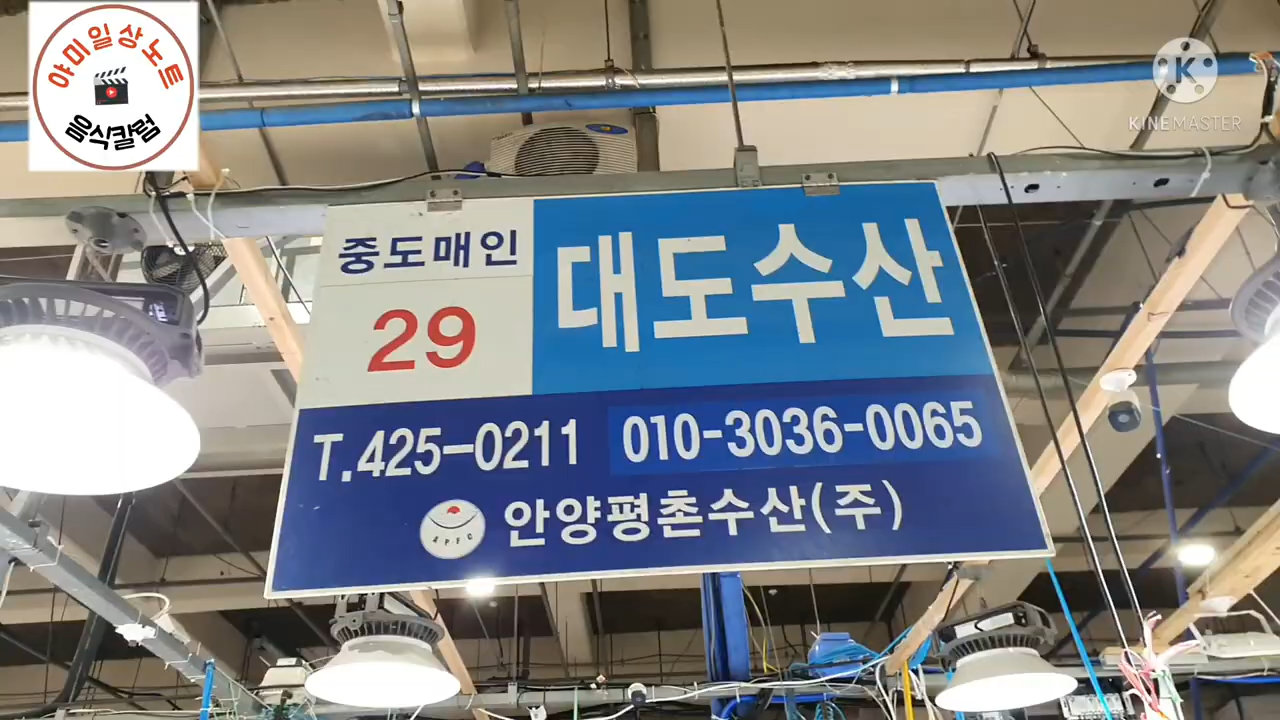 야미일상노트
음식칼럼
K
KINEMASTER
중도매인
29
대도수산
T.425-0211 010-3036-0065
APFC
안양평촌수산(주)